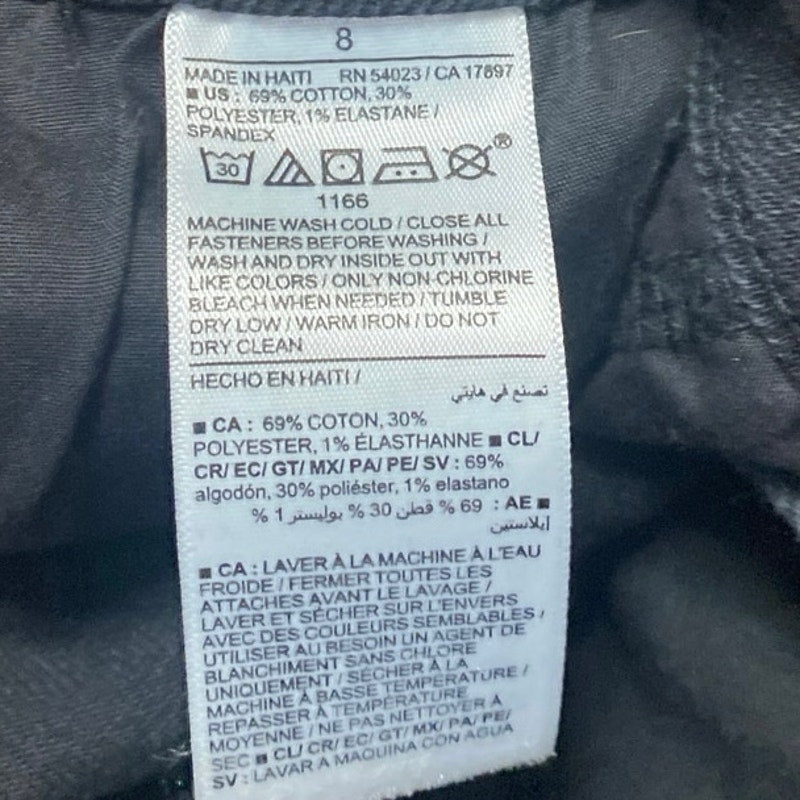 8
MADE IN HAITI RN 54023 / CA 17897
■ US : 69% COTTON, 30%
POLYESTER, 1% ELASTANE /
SPANDEX
30 ®
1166
MACHINE WASH COLD / CLOSE ALL
FASTENERS BEFORE WASHING /
WASH AND DRY INSIDE OUT WITH
LIKE COLORS / ONLY NON-CHLORINE
BLEACH WHEN NEEDED / TUMBLE
DRY LOW / WARM IRON / DO NOT
DRY CLEAN
HECHO EN HAITI /
تصنع في هايتي
■ CA : 69% COTON, 30%
POLYESTER, 1% ÉLASTHANNE ■ CL/
CR/ EC/ GT/ MX/ PA/ PE/ SV : 69%
algodón, 30% poliéster, 1% elastano
■ AE : 69 % قطن 30 % بوليستر 1 %
إيلاستين
■ CA : LAVER À LA MACHINE À L'EAU
FROIDE / FERMER TOUTES LES
ATTACHES AVANT LE LAVAGE /
LAVER ET SÉCHER SUR L'ENVERS
AVEC DES COULEURS SEMBLABLES /
UTILISER AU BESOIN UN AGENT DE
BLANCHIMENT SANS CHLORE
UNIQUEMENT / SÉCHER À LA
MACHINE À BASSE TEMPÉRATURE /
REPASSER À TEMPÉRATURE
MOYENNE / NE PAS NETTOYER À
SEC ■ CL/ CR/ EC/ GT/ MX/ PA/ PE/
SV : LAVAR A MAQUINA CON AGUA